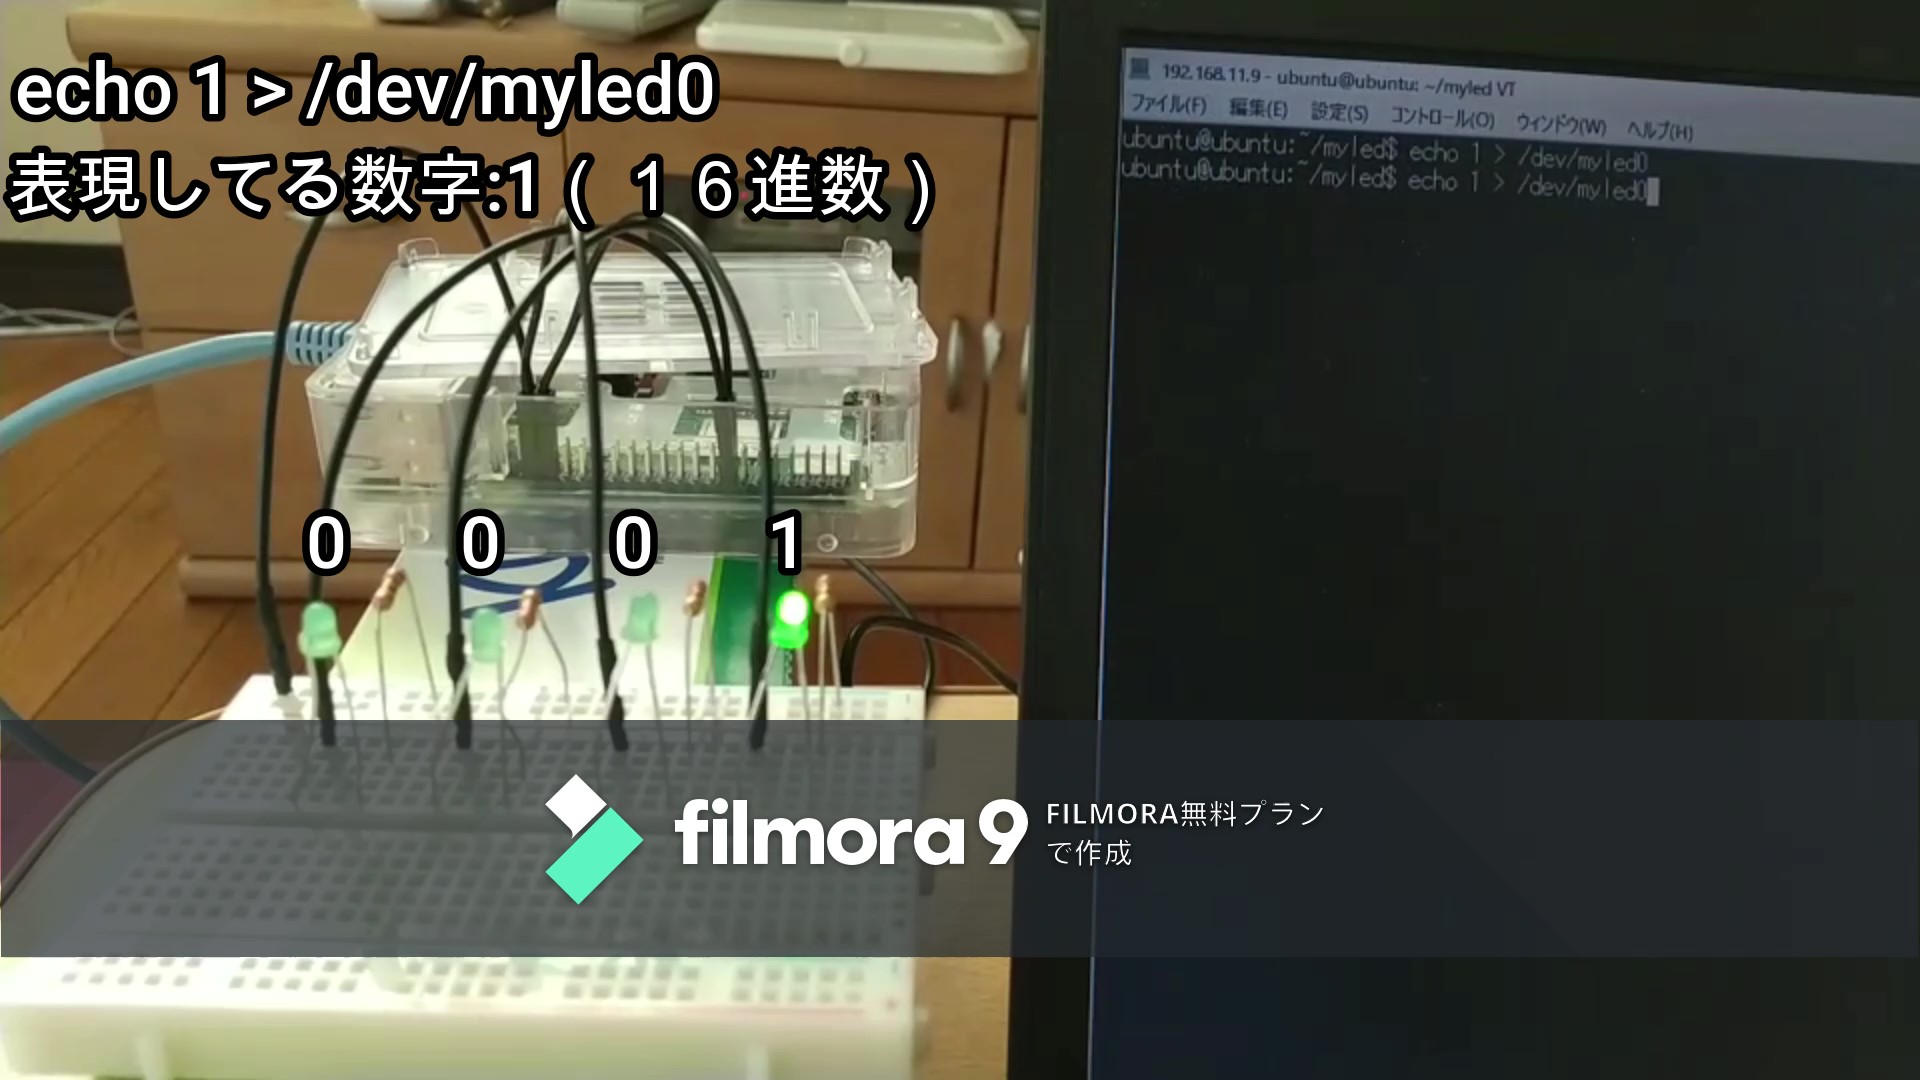 echo 1 > /dev/myled0
表現してる数字:1(１６進数)
192.168.11.9 - ubuntu@ubuntu: ~/myled VT
ファイル(F) 編集(E) 設定(S) コントロール(O) ウィンドウ(W) ヘルプ(H)
ubuntu@ubuntu:~/myled$ echo 1 > /dev/myled0
ubuntu@ubuntu:~/myled$ echo 1 > /dev/myled0
0 0 0 1
filmora9
FILMORA無料プラン
で作成